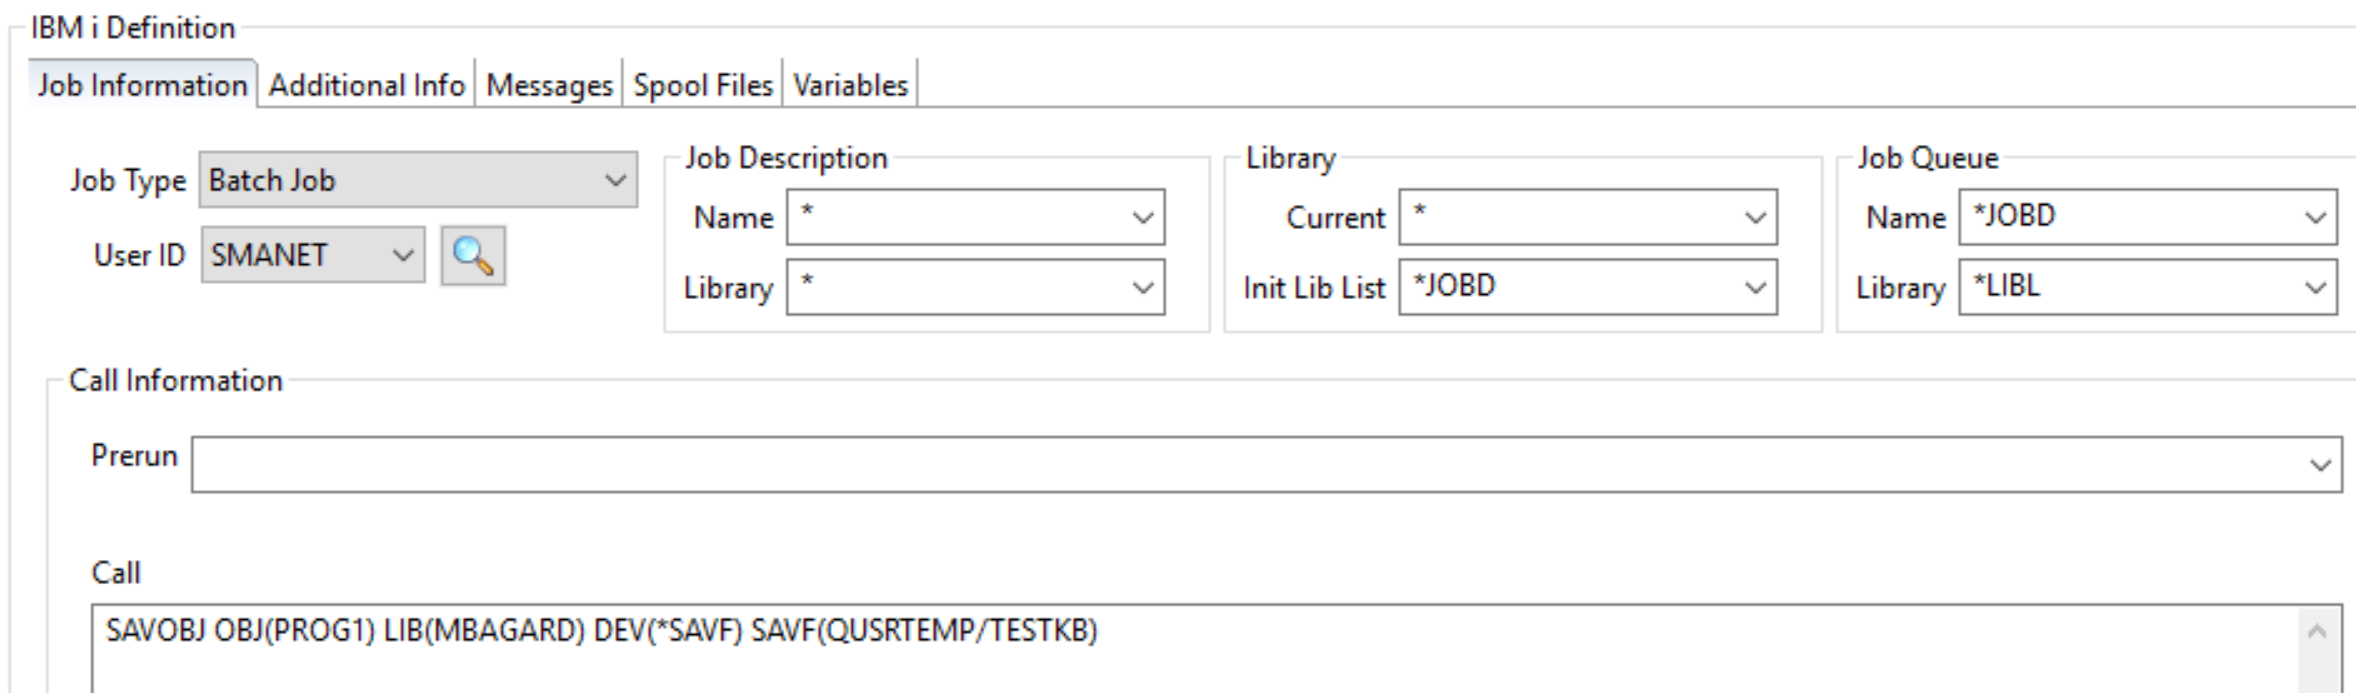 IBM i Definition
Job Information Additional Info Messages Spool Files Variables
Job Type Batch Job
User ID SMANET
Job Description
Name *
Library *
Library
Current *
Init Lib List *JOBD
Job Queue
Name *JOBD
Library *LIBL
Call Information
Prerun
Call
SAVOBJ OBJ(PROG1) LIB(MBAGARD) DEV(*SAVF) SAVF(QUSRTEMP/TESTKB)